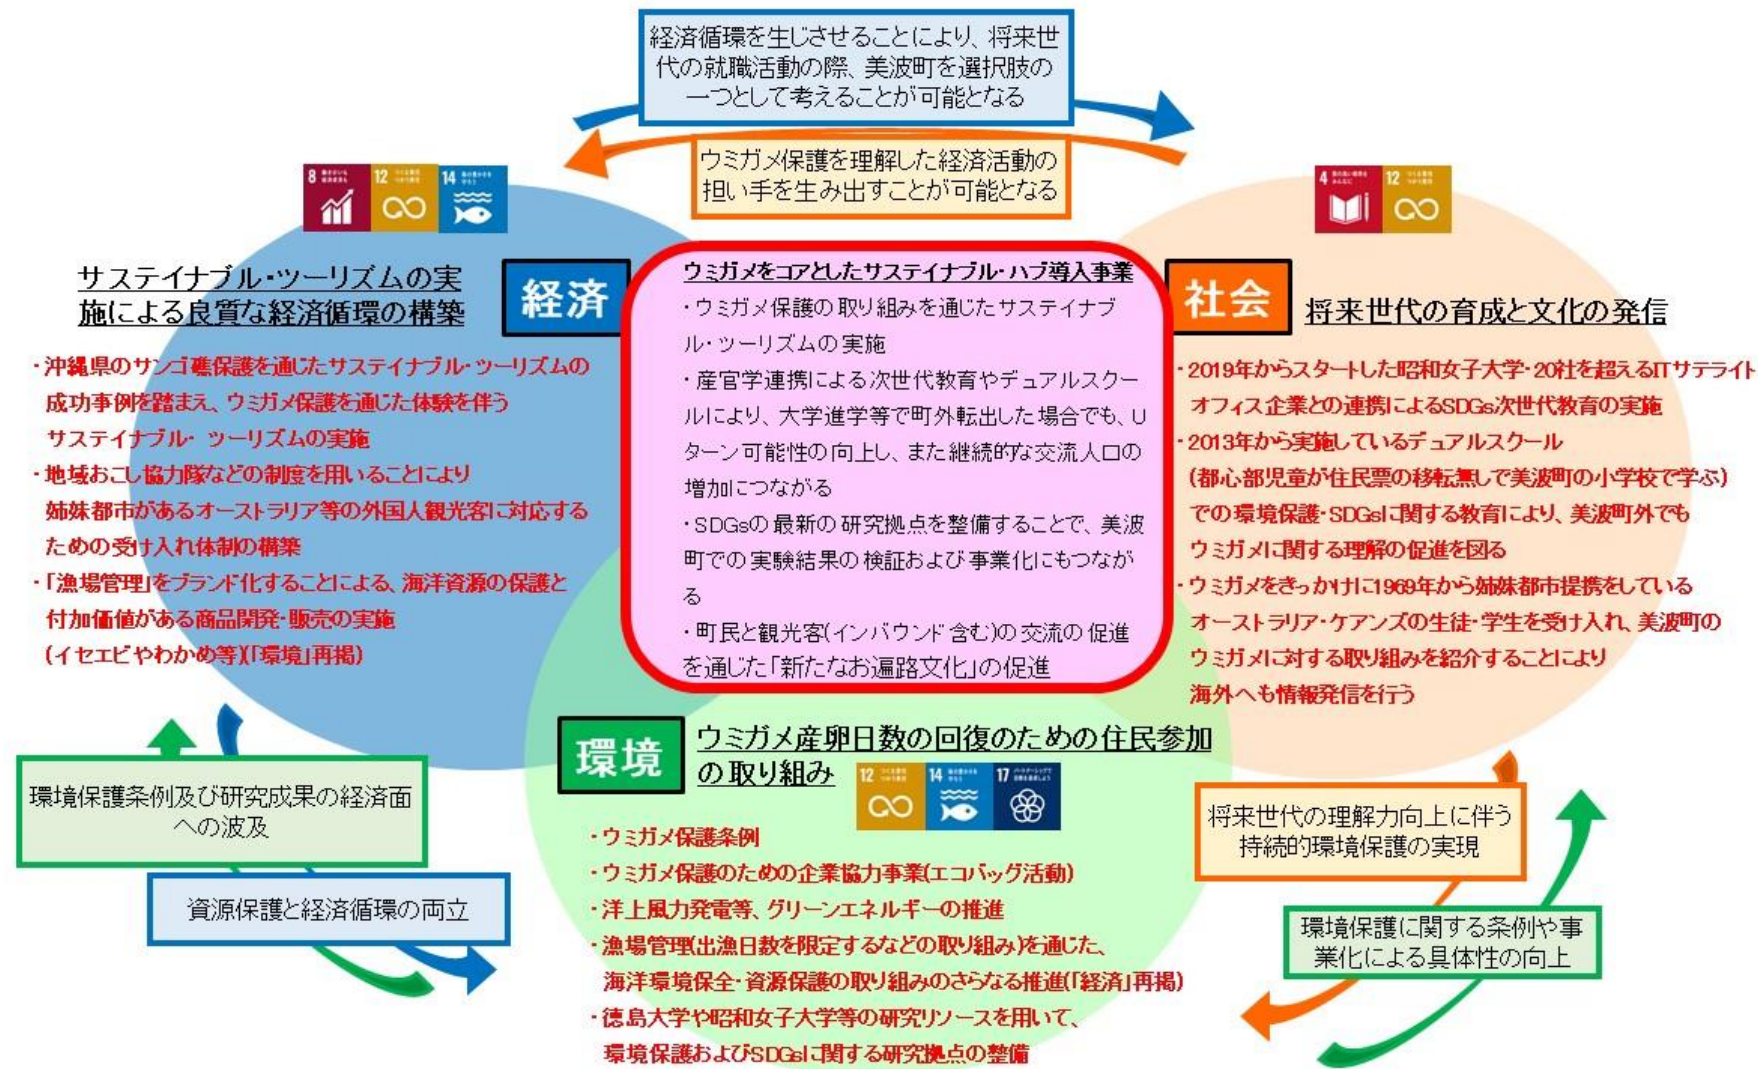 経済循環を生じさせることにより、将来世
代の就職活動の際、美波町を選択肢の
一つとして考えることが可能となる
ウミガメ保護を理解した経済活動の
担い手を生み出すことが可能となる
8
12
14
4
12
サステイナブル・ツーリズムの実
施による良質な経済循環の構築
経済
・沖縄県のサンゴ礁保護を通じたサステイナブル・ツーリズムの
成功事例を踏まえ、ウミガメ保護を通じた体験を伴う
サステイナブル・ ツーリズムの実施
・地域おこし協力隊などの制度を用いることにより
姉妹都市があるオーストラリア等の外国人観光客に対応する
ための受け入れ体制の構築
・「漁場管理」をブランド化することによる、海洋資源の保護と
付加価値がある商品開発・販売の実施
(イセエビやわかめ等)(「環境」再掲)
ウミガメをコアとしたサステイナブル・ハブ導入事業
・ウミガメ保護の取り組みを通じたサステイナブ
ル・ツーリズムの実施
・産官学連携による次世代教育やデュアルスクー
ルにより、大学進学等で町外転出した場合でも、U
ターン可能性の向上し、また継続的な交流人口の
増加につながる
・SDGsの最新の研究拠点を整備することで、美波
町での実験結果の検証および事業化にもつなが
る
・町民と観光客(インバウンド含む)の交流の促進
を通じた「新たなお遍路文化」の促進
社会
将来世代の育成と文化の発信
・2019年からスタートした昭和女子大学・20社を超えるITサテライト
オフィス企業との連携によるSDGs次世代教育の実施
・2013年から実施しているデュアルスクール
(都心部児童が住民票の移転無しで美波町の小学校で学ぶ)
での環境保護・SDGsに関する教育により、美波町外でも
ウミガメに関する理解の促進を図る
・ウミガメをきっかけに1969年から姉妹都市提携をしている
オーストラリア・ケアンズの生徒・学生を受け入れ、美波町の
ウミガメに対する取り組みを紹介することにより
海外へも情報発信を行う
環境
ウミガメ産卵日数の回復のための住民参加
の取り組み
12
14
17
・ウミガメ保護条例
・ウミガメ保護のための企業協力事業(エコバッグ活動)
・洋上風力発電等、グリーンエネルギーの推進
・漁場管理(出漁日数を限定するなどの取り組み)を通じた、
海洋環境保全・資源保護の取り組みのさらなる推進(「経済」再掲)
・徳島大学や昭和女子大学等の研究リソースを用いて、
環境保護およびSDGsに関する研究拠点の整備
環境保護条例及び研究成果の経済面
への波及
資源保護と経済循環の両立
将来世代の理解力向上に伴う
持続的環境保護の実現
環境保護に関する条例や事
業化による具体性の向上